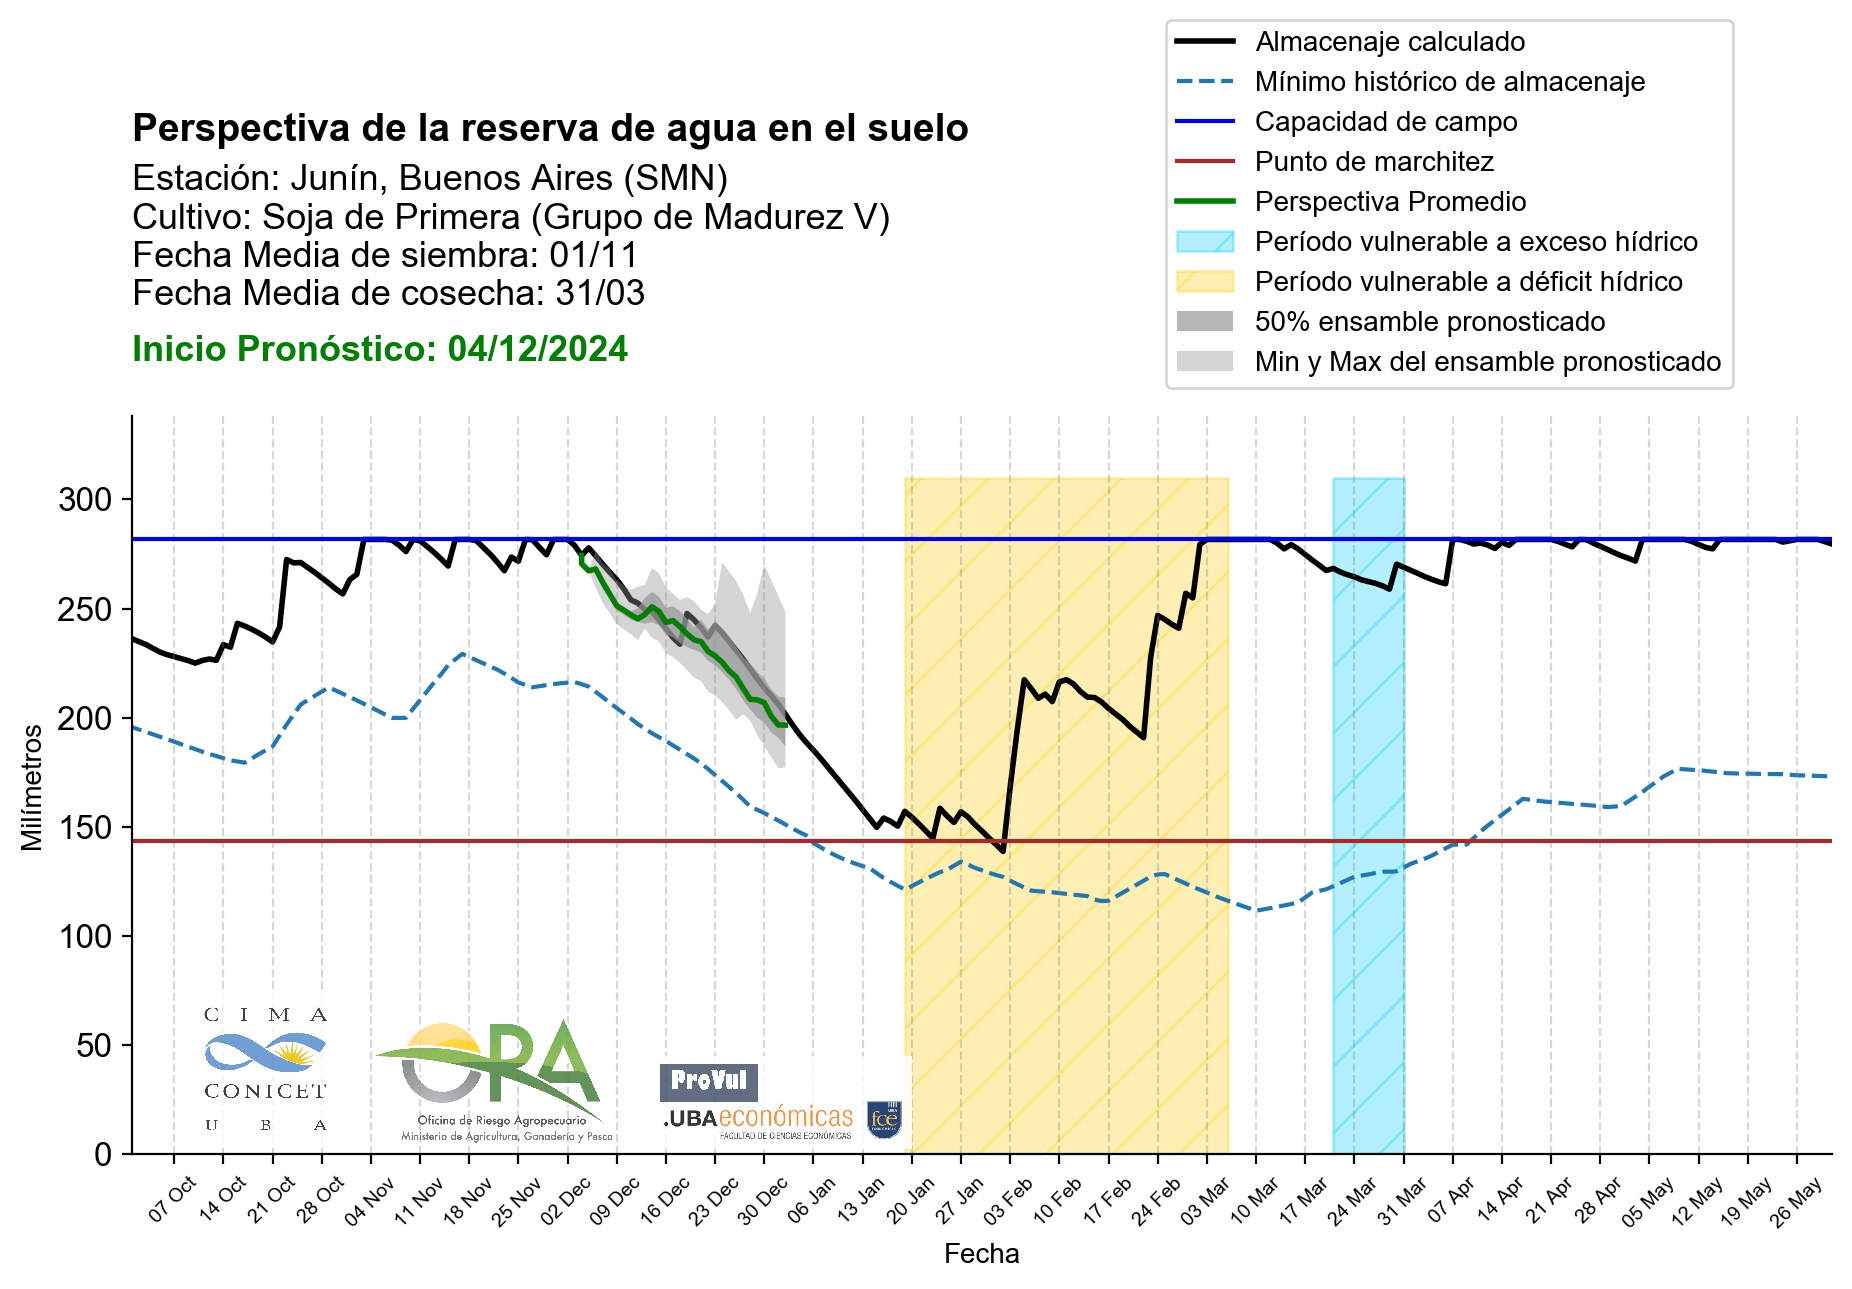 Almacenaje calculado
Mínimo histórico de almacenaje
Capacidad de campo
Punto de marchitez
Perspectiva Promedio
Período vulnerable a exceso hídrico
Período vulnerable a déficit hídrico
50% ensamble pronosticado
Min y Max del ensamble pronosticado
Perspectiva de la reserva de agua en el suelo
Estación: Junín, Buenos Aires (SMN)
Cultivo: Soja de Primera (Grupo de Madurez V)
Fecha Media de siembra: 01/11
Fecha Media de cosecha: 31/03
Inicio Pronóstico: 04/12/2024
Milímetros
300
250
200
150
100
50
0
CIMA
CONICET
UBA
ORA
Oficina de Riesgo Agropecuario
Ministerio de Agricultura, Ganadería y Pesca
ProVul
.UBAeconómicas
FACULTAD DE CIENCIAS ECONÓMICAS
fce
07 Oct
14 Oct
21 Oct
28 Oct
04 Nov
11 Nov
18 Nov
25 Nov
02 Dec
09 Dec
16 Dec
23 Dec
30 Dec
06 Jan
13 Jan
20 Jan
27 Jan
03 Feb
10 Feb
17 Feb
24 Feb
03 Mar
10 Mar
17 Mar
24 Mar
31 Mar
07 Apr
14 Apr
21 Apr
28 Apr
05 May
12 May
19 May
26 May
Fecha